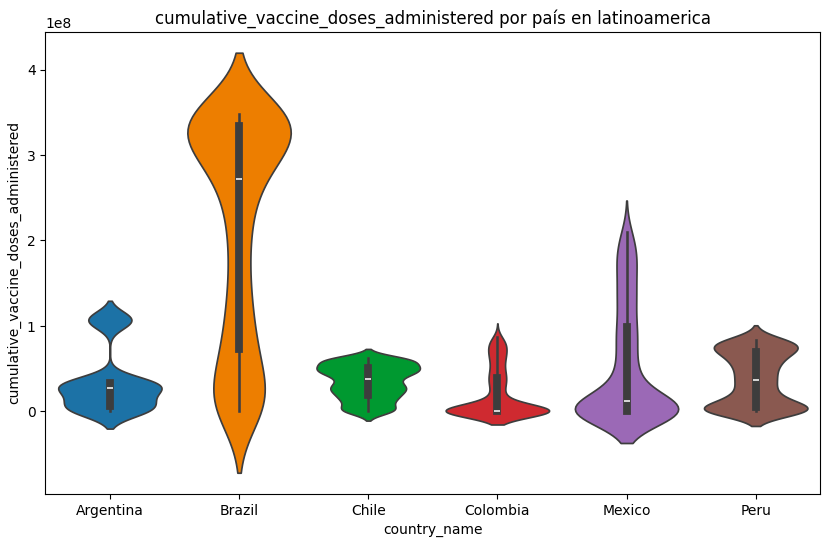 cumulative_vaccine_doses_administered por país en latinoamerica
1e8
4
3
2
1
0
cumulative_vaccine_doses_administered
Argentina Brazil Chile Colombia Mexico Peru
country_name